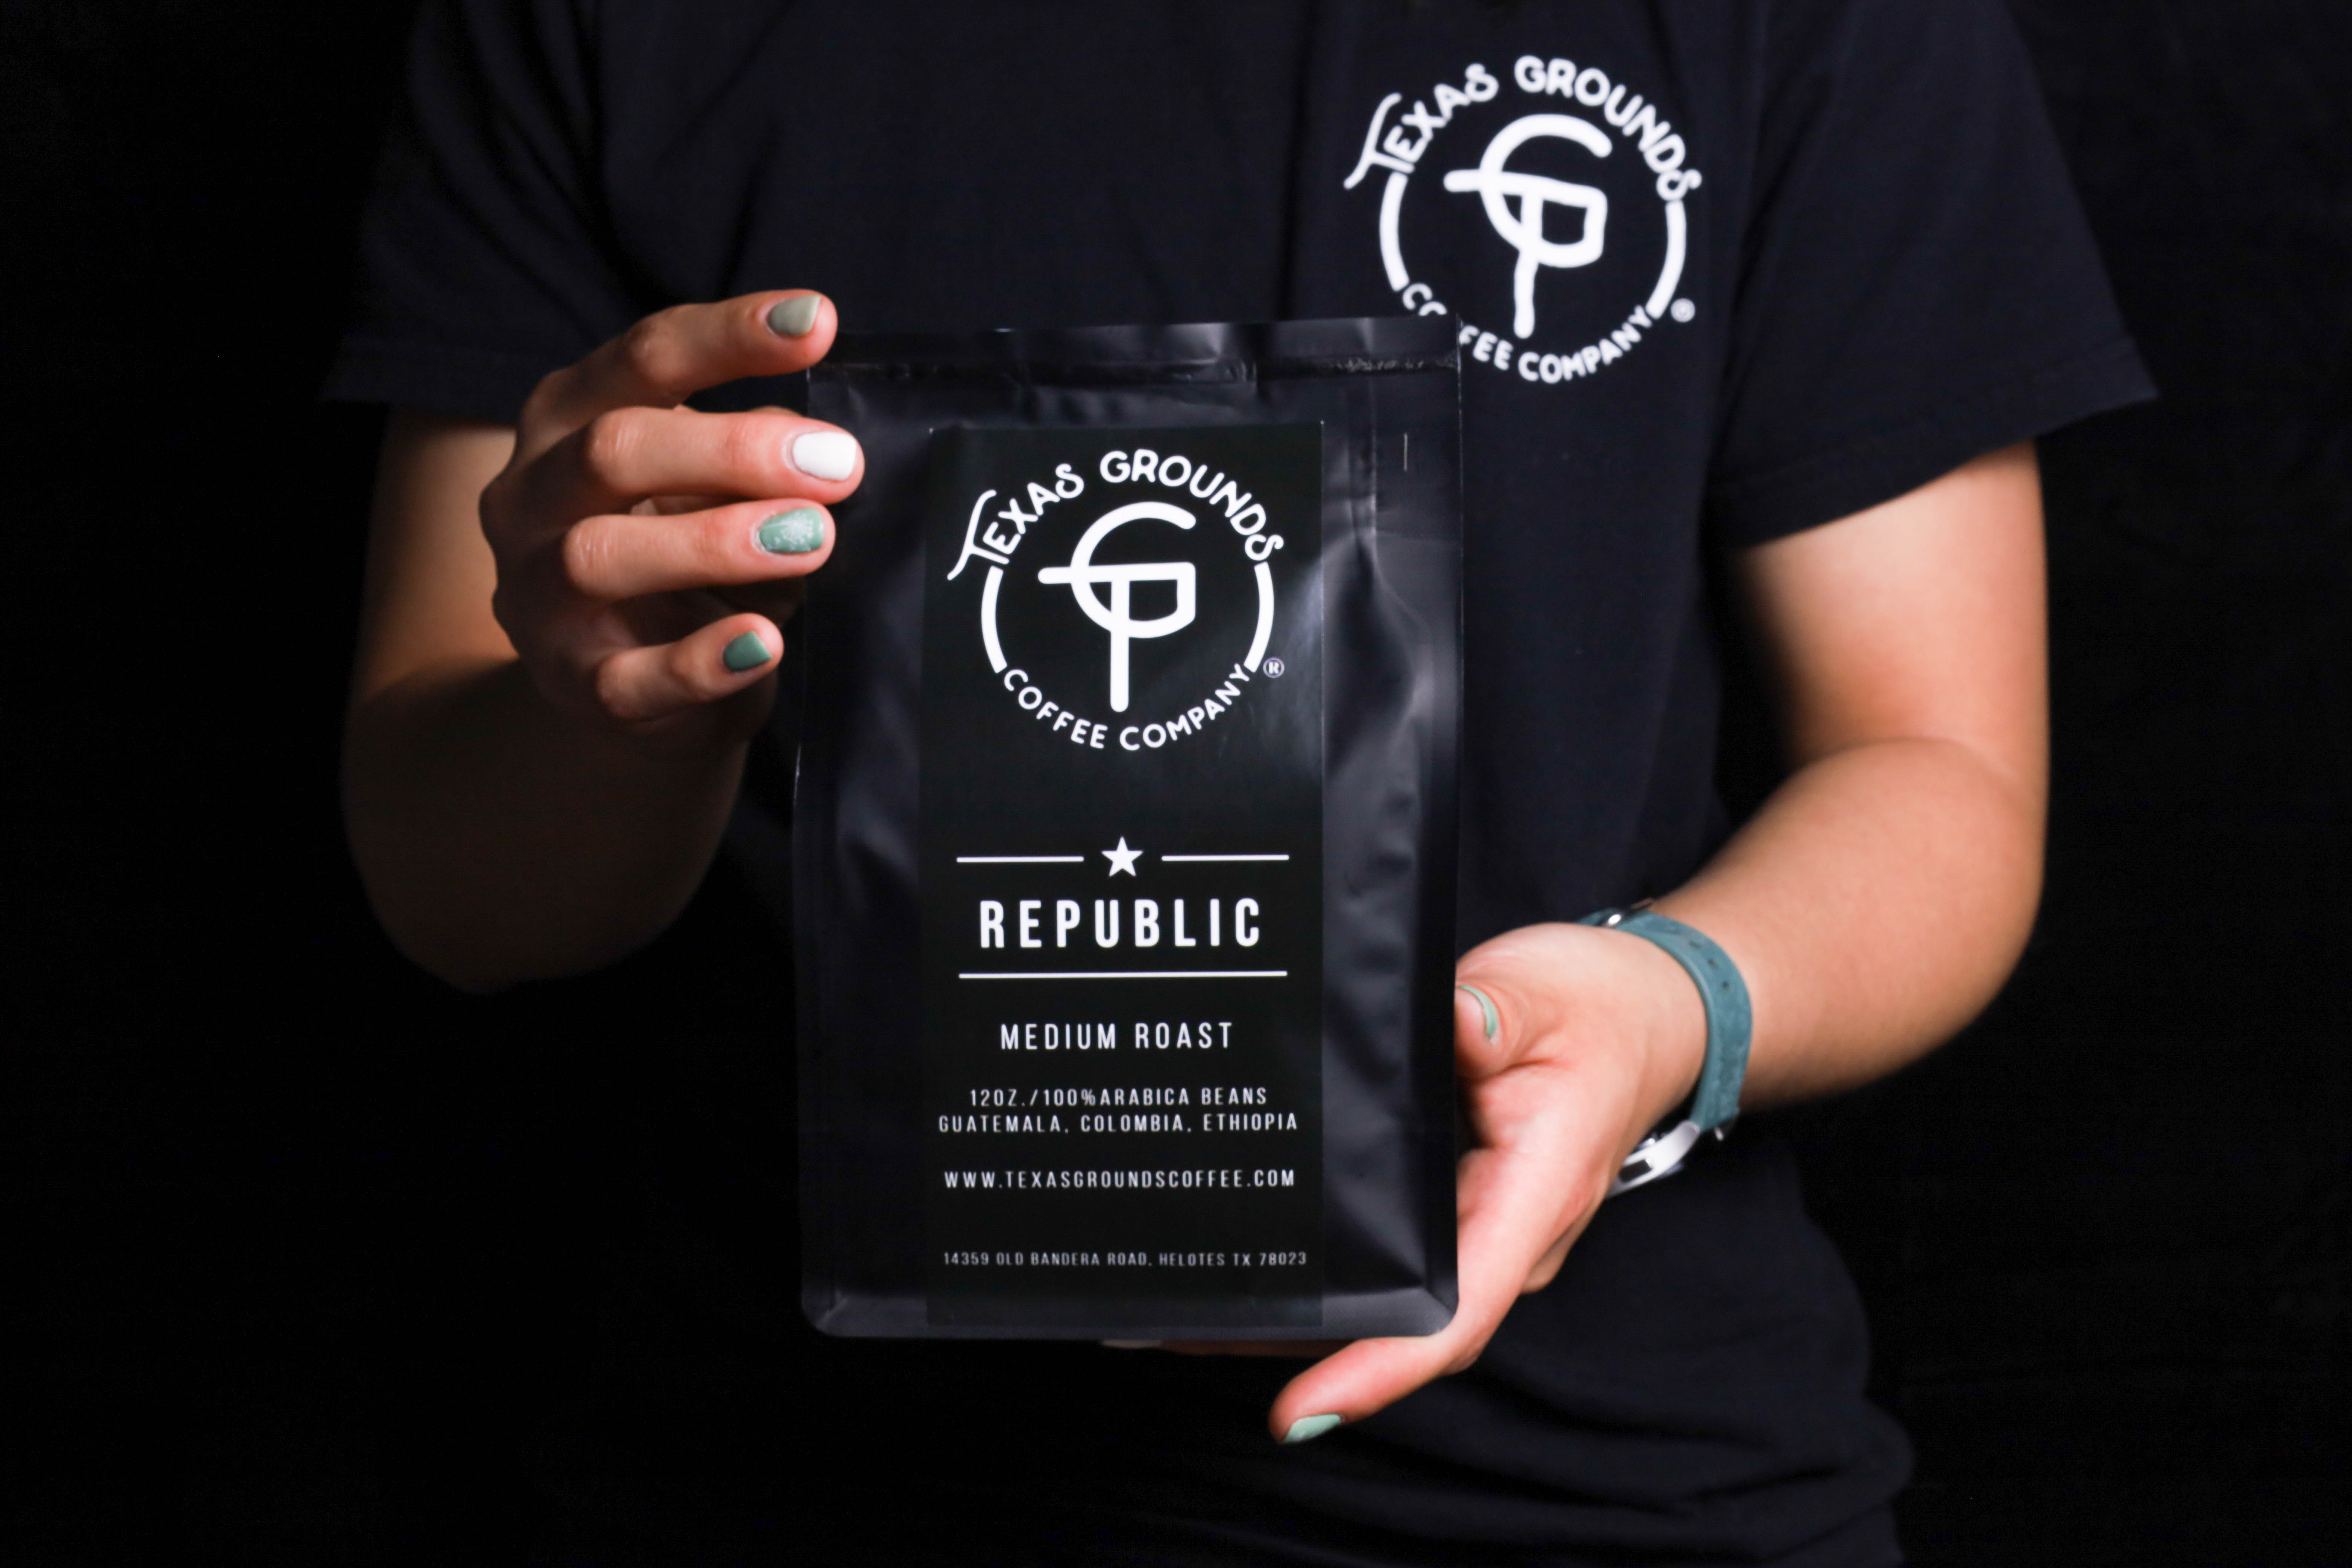 TEXAS GROUNDS
COFFEE COMPANY®
TEXAS GROUNDS
COFFEE COMPANY®
REPUBLIC
MEDIUM ROAST
12OZ./100%ARABICA BEANS
GUATEMALA, COLOMBIA, ETHIOPIA
WWW.TEXASGROUNDSCOFFEE.COM
14359 OLD BANDERA ROAD, HELOTES TX 78023